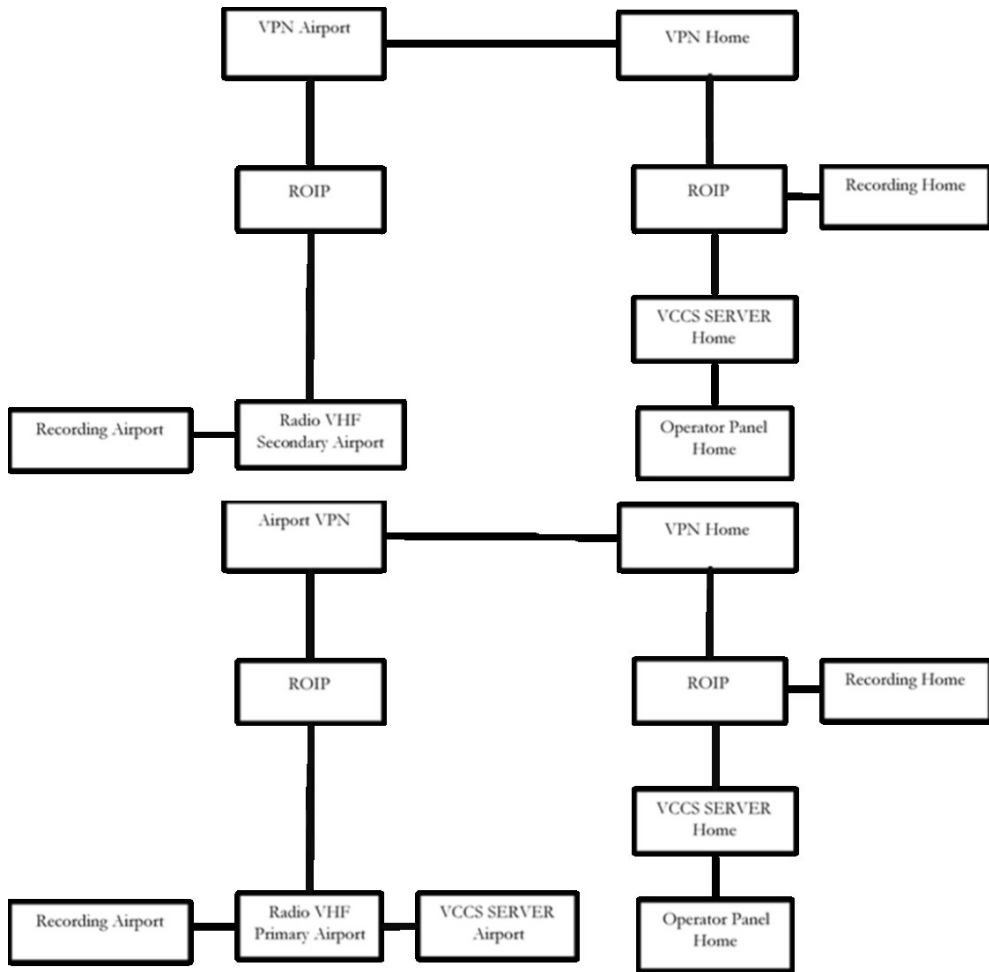 VPN Airport
VPN Home
ROIP
ROIP
Recording Home
VCCS SERVER
Home
Recording Airport
Radio VHF
Secondary Airport
Operator Panel
Home
Airport VPN
VPN Home
ROIP
ROIP
Recording Home
VCCS SERVER
Home
Recording Airport
Radio VHF
Primary Airport
VCCS SERVER
Airport
Operator Panel
Home